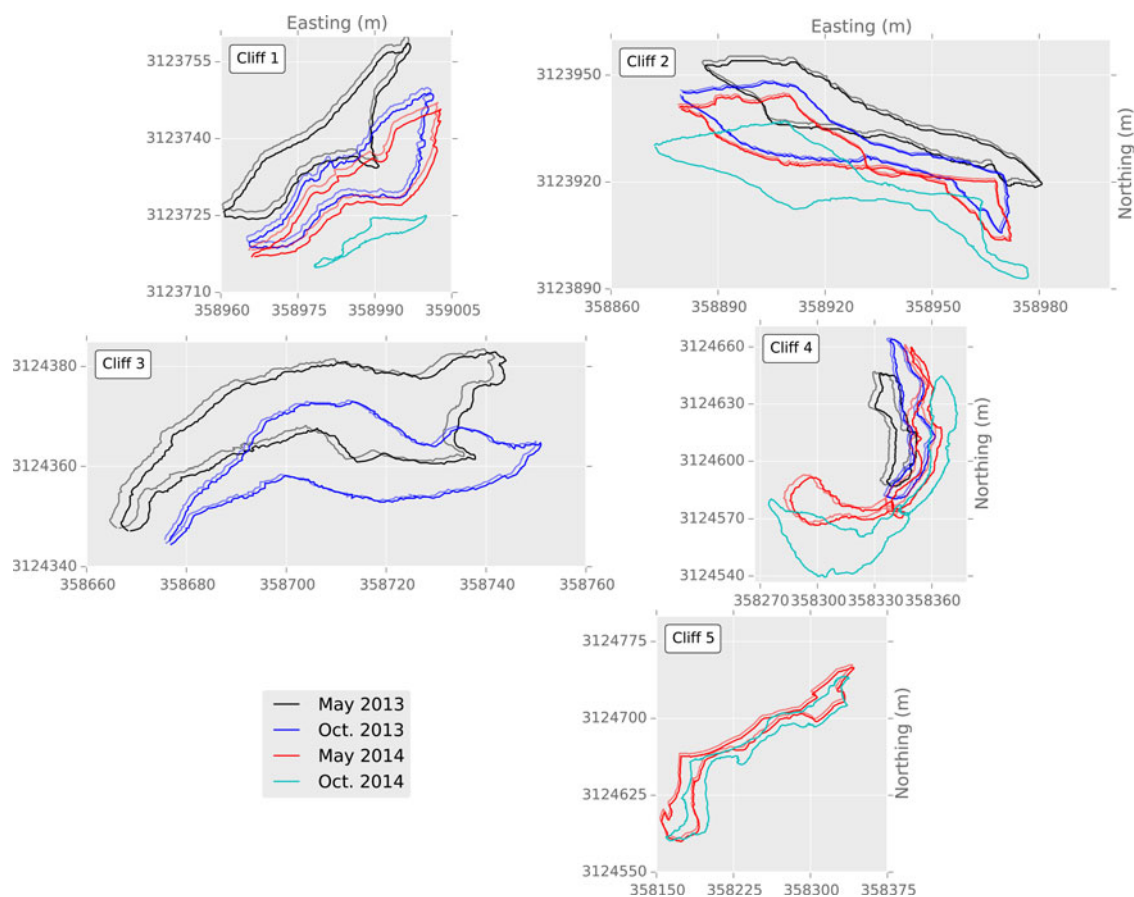 Easting (m)
Easting (m)
Cliff 1
3123755
3123740
3123725
3123710
358960 358975 358990 359005
Cliff 2
3123950
3123920
3123890
358860 358890 358920 358950 358980
Northing (m)
Cliff 3
3124380
3124360
3124340
358660 358680 358700 358720 358740 358760
Cliff 4
3124660
3124630
3124600
3124570
3124540
358270 358300 358330 358360
Northing (m)
Cliff 5
3124775
3124700
3124625
3124550
358150 358225 358300 358375
Northing (m)
May 2013
Oct. 2013
May 2014
Oct. 2014